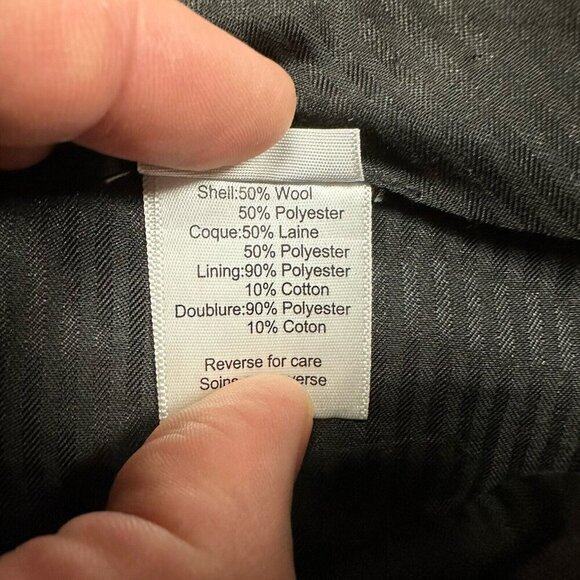 Shell:50% Wool
50% Polyester
Coque:50% Laine
50% Polyester
Lining:90% Polyester
10% Cotton
Doublure:90% Polyester
10% Coton
Reverse for care